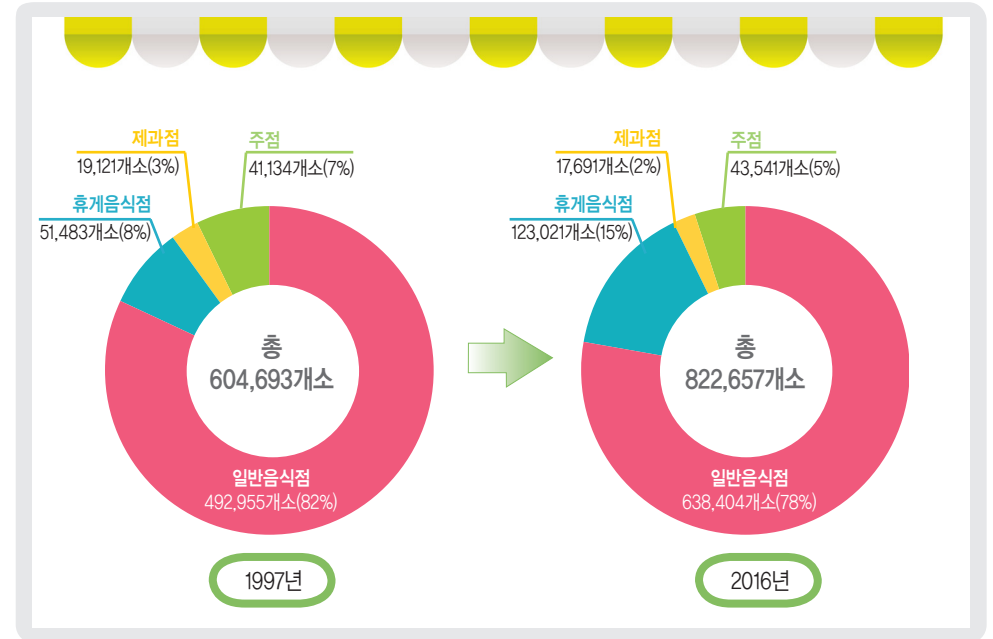 제과점
19,121개소(3%)
주점
41,134개소(7%)
휴게음식점
51,483개소(8%)
총
604,693개소
일반음식점
492,955개소(82%)
1997년
제과점
17,691개소(2%)
주점
43,541개소(5%)
휴게음식점
123,021개소(15%)
총
822,657개소
일반음식점
638,404개소(78%)
2016년